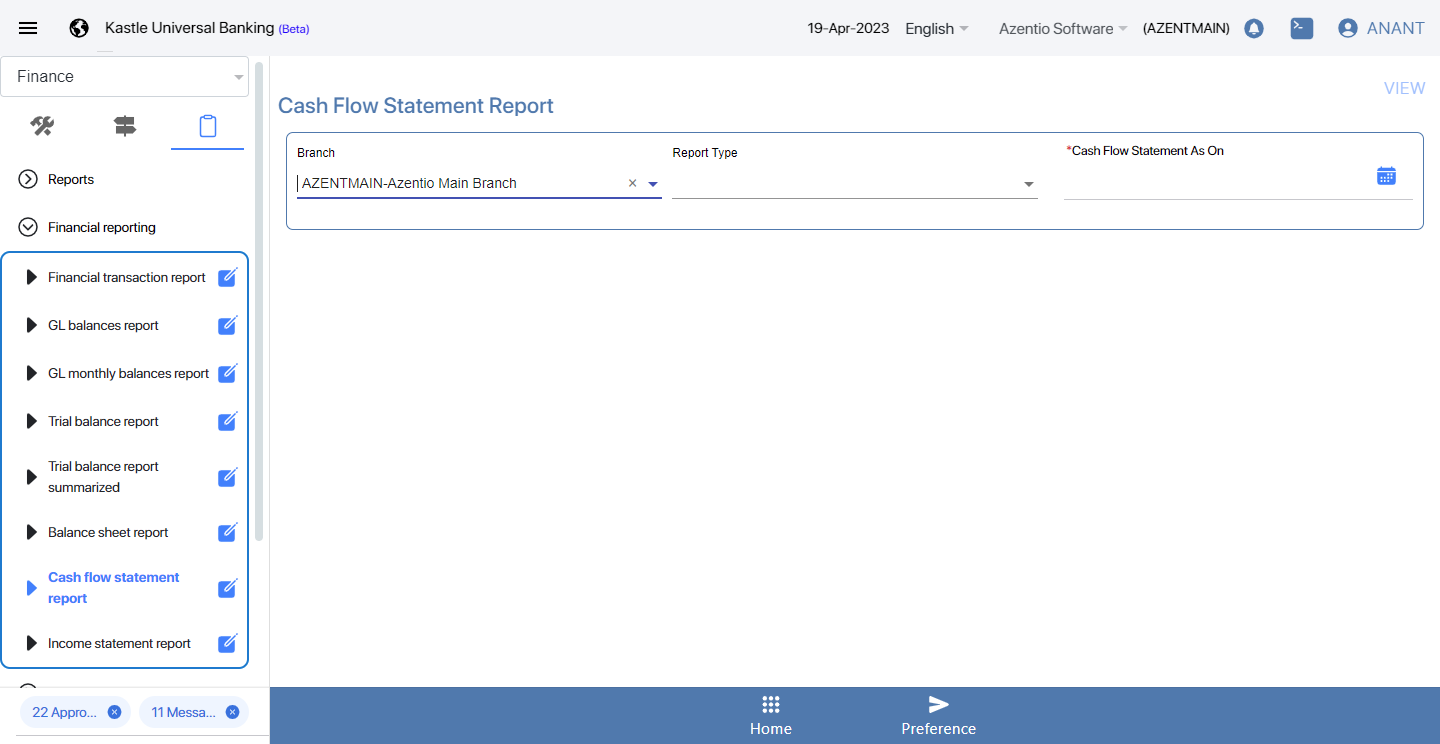 Kastle Universal Banking (Beta)
19-Apr-2023
English
Azentio Software
(AZENTMAIN)
ANANT
Finance
VIEW
Cash Flow Statement Report
Branch
Report Type
*Cash Flow Statement As On
AZENTMAIN-Azentio Main Branch
Reports
Financial reporting
Financial transaction report
GL balances report
GL monthly balances report
Trial balance report
Trial balance report
summarized
Balance sheet report
Cash flow statement
report
Income statement report
22 Appro...
11 Messa...
Home
Preference